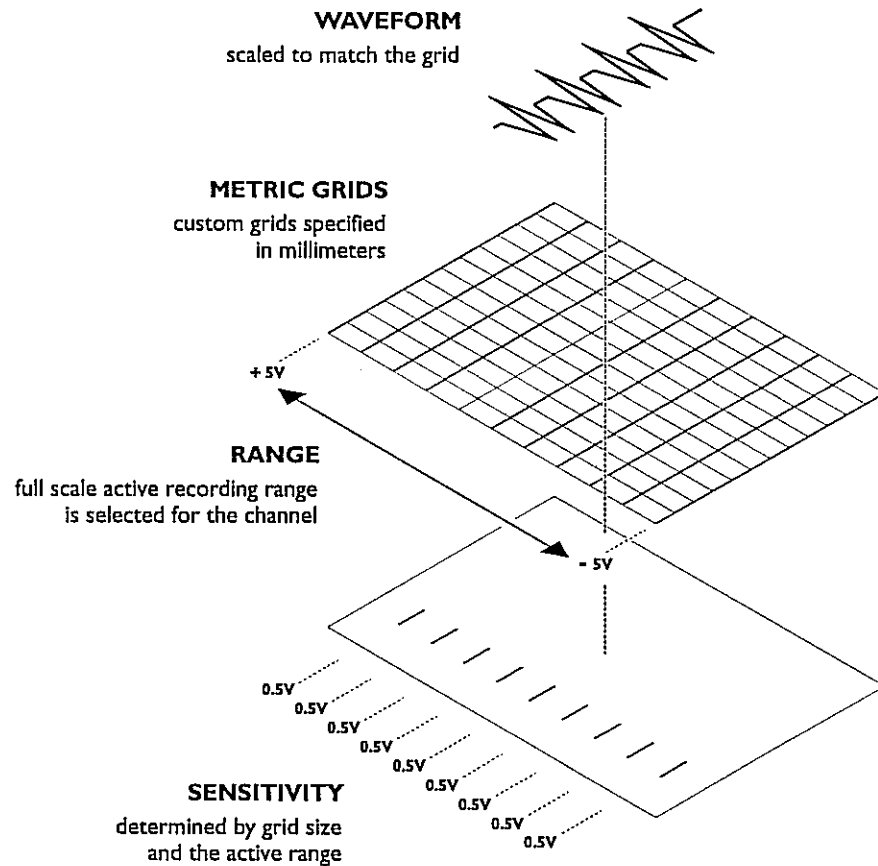 WAVEFORM
scaled to match the grid
METRIC GRIDS
custom grids specified
in millimeters
+ 5V
RANGE
full scale active recording range
is selected for the channel
- 5V
0.5V
0.5V
0.5V
0.5V
0.5V
0.5V
0.5V
0.5V
0.5V
SENSITIVITY
determined by grid size
and the active range